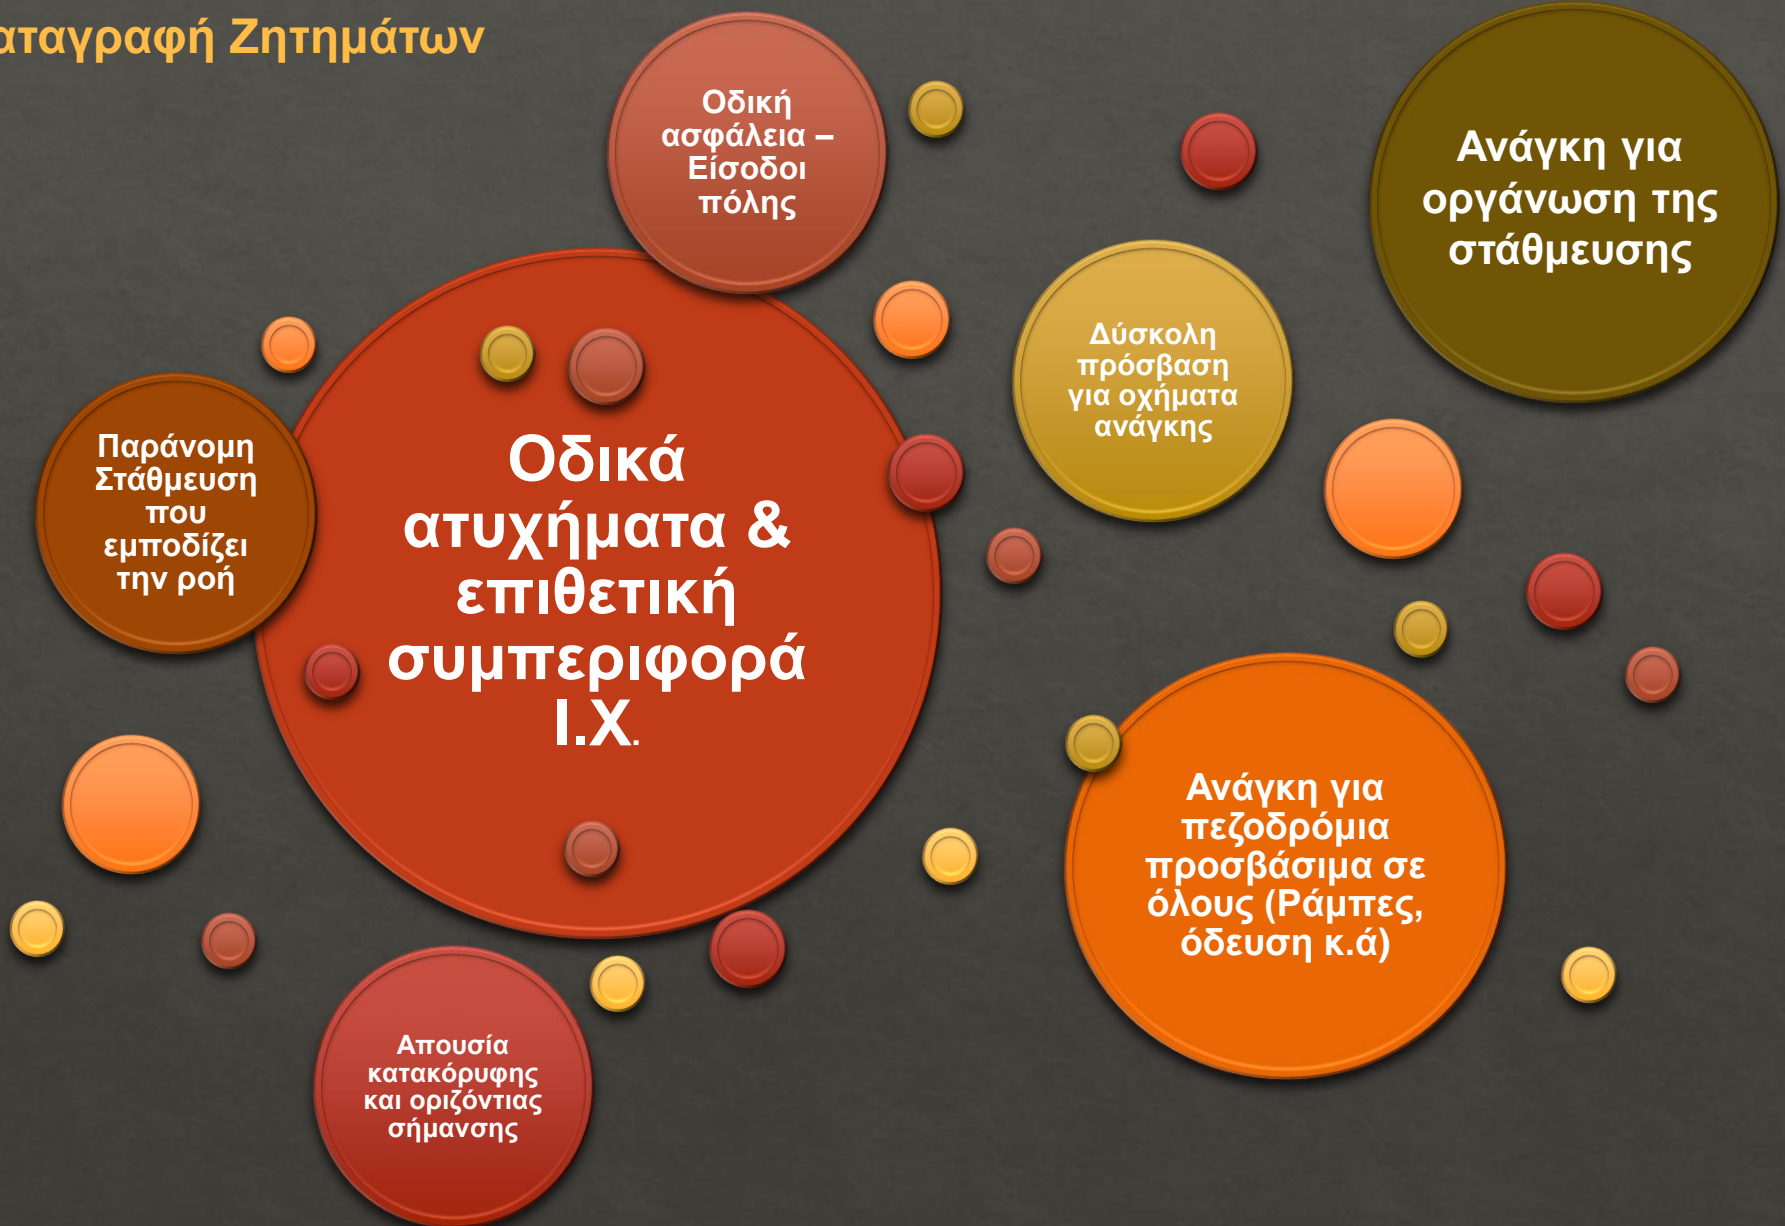 αταγραφή Ζητημάτων
Οδική
ασφάλεια –
Είσοδοι
πόλης
Ανάγκη για
οργάνωση της
στάθμευσης
Δύσκολη
πρόσβαση
για οχήματα
ανάγκης
Παράνομη
Στάθμευση
που
εμποδίζει
την ροή
Οδικά
ατυχήματα &
επιθετική
συμπεριφορά
Ι.Χ.
Ανάγκη για
πεζοδρόμια
προσβάσιμα σε
όλους (Ράμπες,
όδευση κ.ά)
Απουσία
κατακόρυφης
και οριζόντιας
σήμανσης